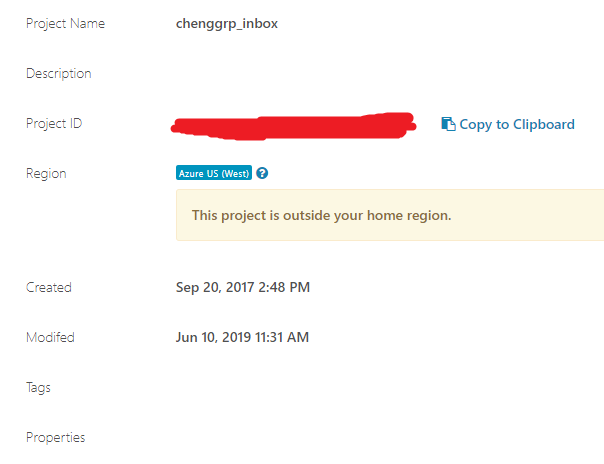 Project Name chenggrp_inbox
Description
Project ID Copy to Clipboard
Region Azure US (West)
This project is outside your home region.
Created Sep 20, 2017 2:48 PM
Modifed Jun 10, 2019 11:31 AM
Tags
Properties